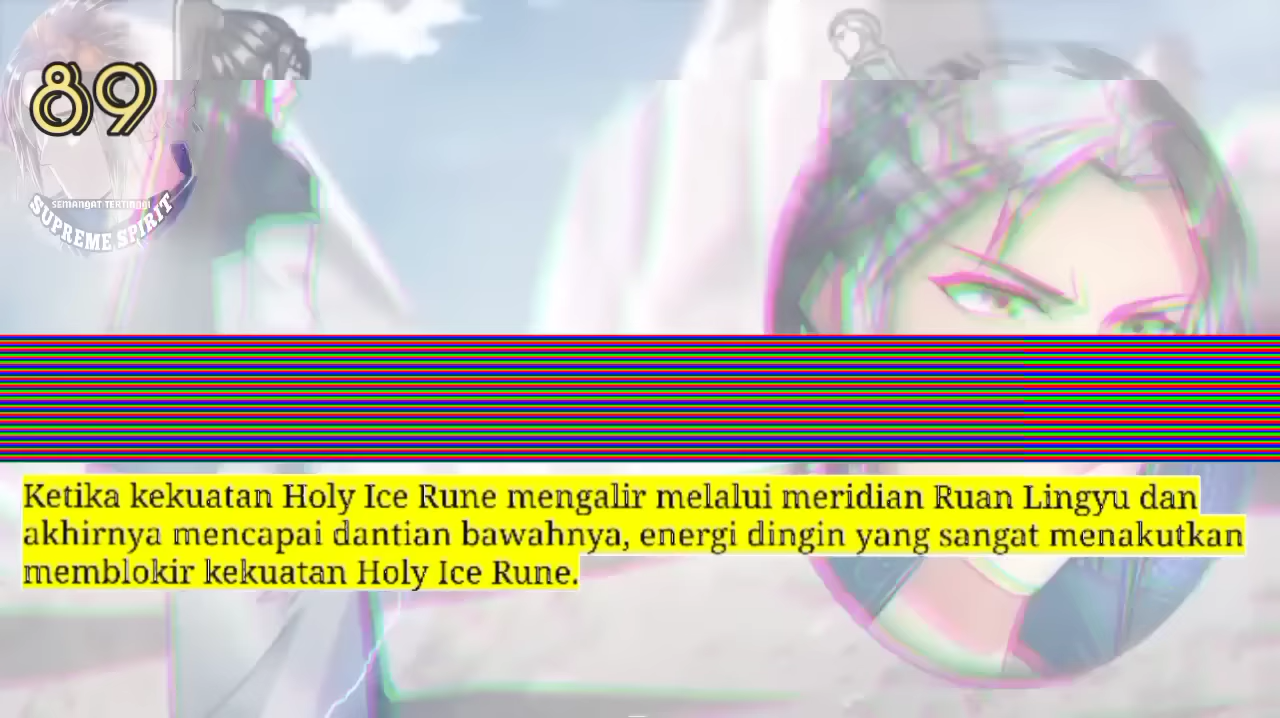 89
SEMANGAT TERTINGGI
SUPREME SPIRIT
Ketika kekuatan Holy Ice Rune mengalir melalui meridian Ruan Lingyu dan
akhirnya mencapai dantian bawahnya, energi dingin yang sangat menakutkan
memblokir kekuatan Holy Ice Rune.